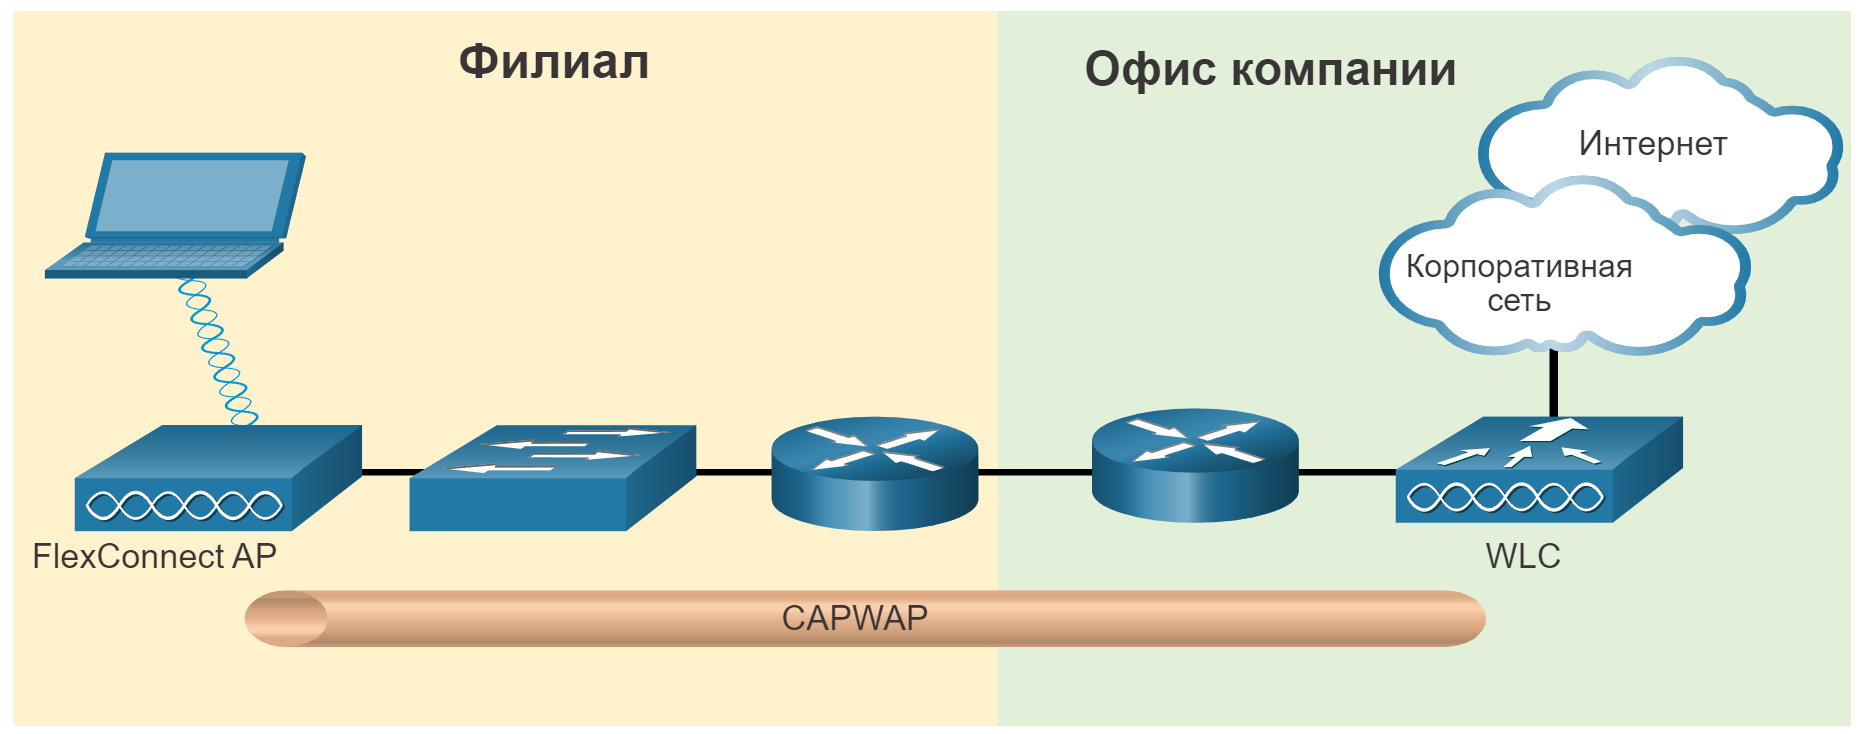 Филиал
Офис компании
Интернет
Корпоративная
сеть
FlexConnect AP
WLC
CAPWAP